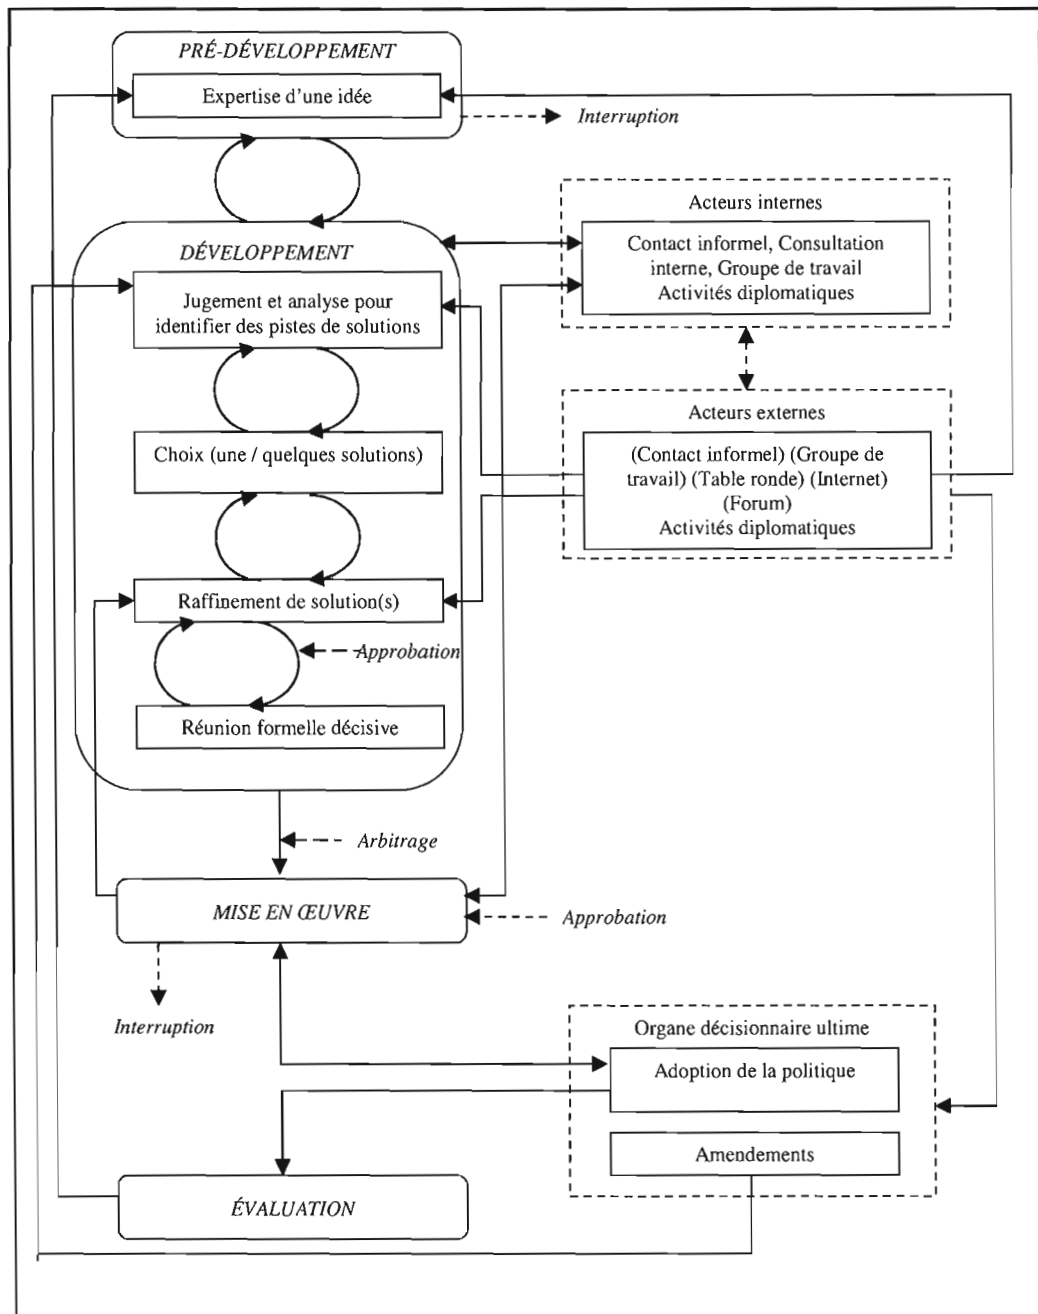 PRÉ-DÉVELOPPEMENT
Expertise d'une idée
Interruption
Acteurs internes
Contact informel, Consultation
interne, Groupe de travail
Activités diplomatiques
DÉVELOPPEMENT
Jugement et analyse pour
identifier des pistes de solutions
Acteurs externes
(Contact informel) (Groupe de
travail) (Table ronde) (Internet)
(Forum)
Activités diplomatiques
Choix (une / quelques solutions)
Raffinement de solution(s)
Approbation
Réunion formelle décisive
Arbitrage
MISE EN ŒUVRE
Approbation
Interruption
Organe décisionnaire ultime
Adoption de la politique
Amendements
ÉVALUATION